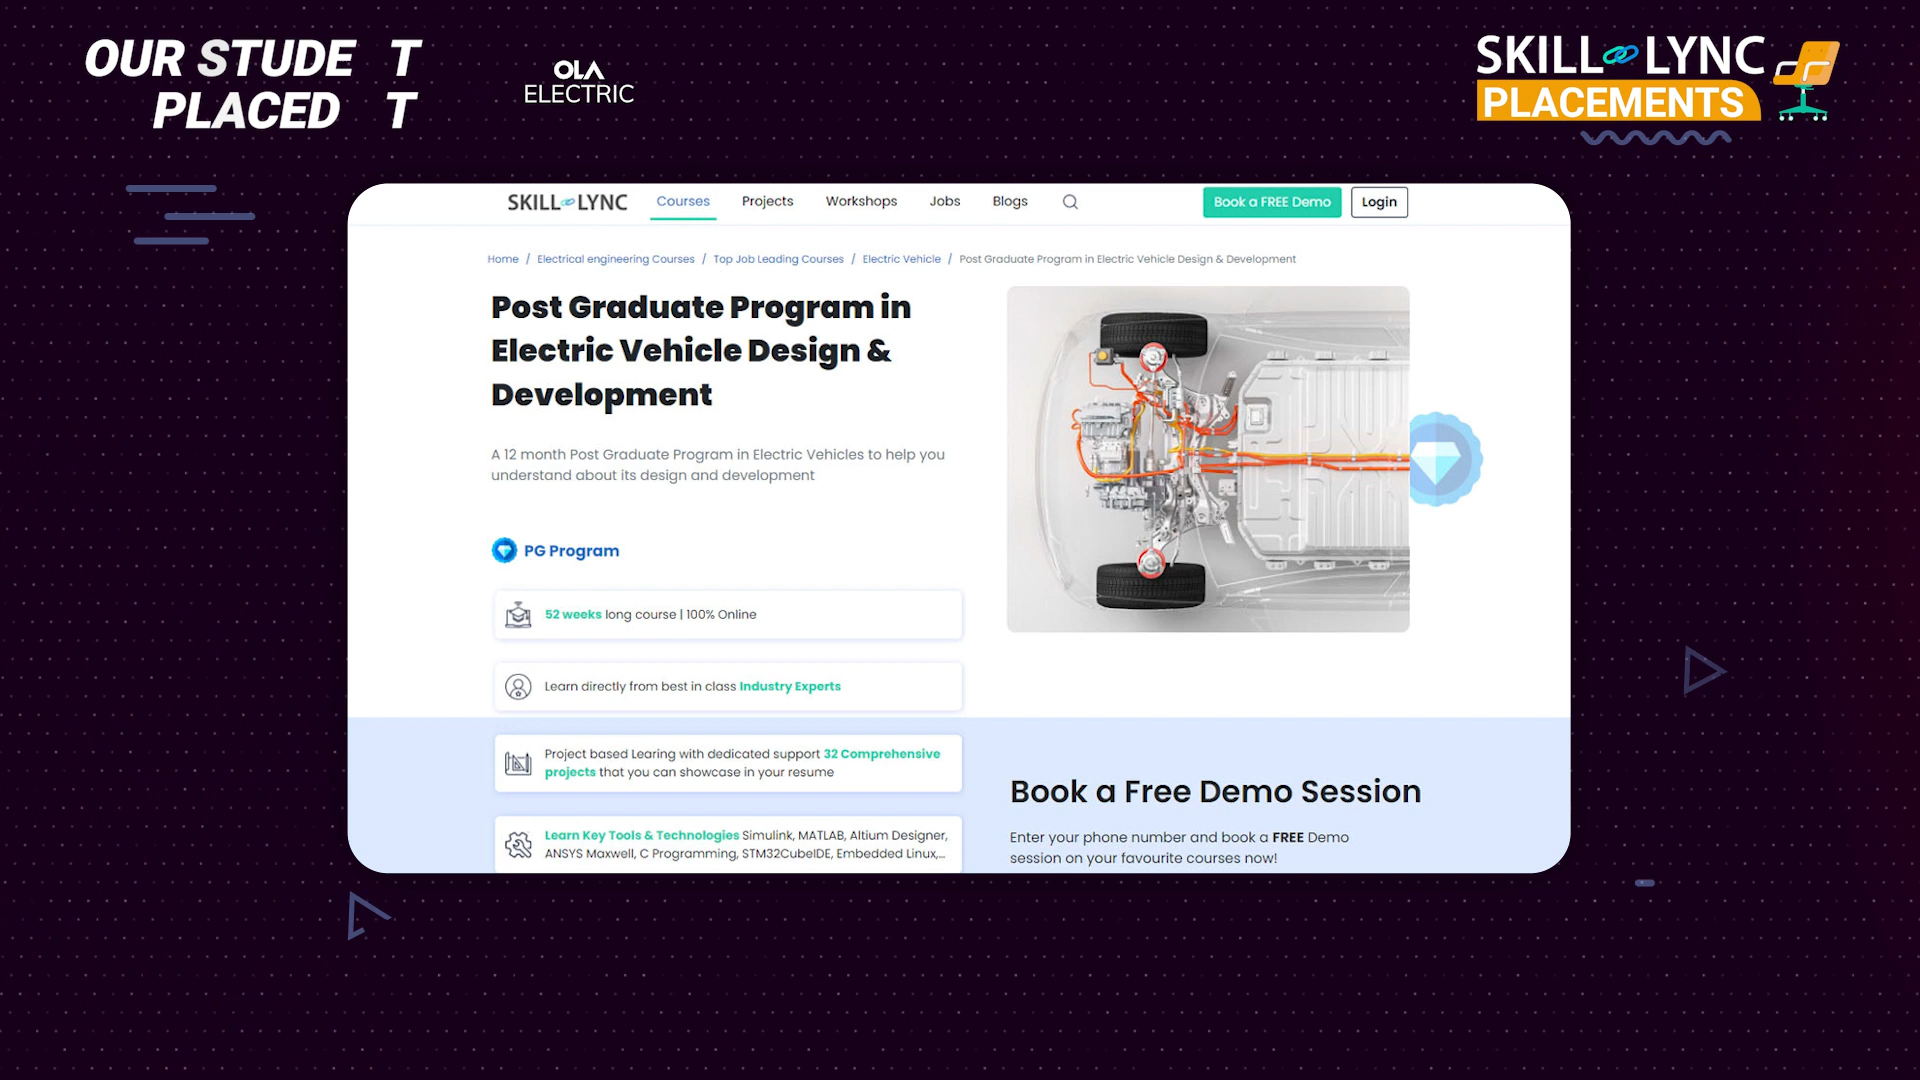 OUR STUDE T
PLACED T
OLA
ELECTRIC
SKILL LYNC
PLACEMENTS
SKILL LYNC
Courses
Projects
Workshops
Jobs
Blogs
Book a FREE Demo
Login
Home / Electrical engineering Courses / Top Job Leading Courses / Electric Vehicle / Post Graduate Program in Electric Vehicle Design & Development
Post Graduate Program in
Electric Vehicle Design &
Development
A 12 month Post Graduate Program in Electric Vehicles to help you
understand about its design and development
PG Program
52 weeks long course | 100% Online
Learn directly from best in class Industry Experts
Project based Learing with dedicated support 32 Comprehensive
projects that you can showcase in your resume
Learn Key Tools & Technologies Simulink, MATLAB, Altium Designer,
ANSYS Maxwell, C Programming, STM32CubeIDE, Embedded Linux,...
Book a Free Demo Session
Enter your phone number and book a FREE Demo
session on your favourite courses now!